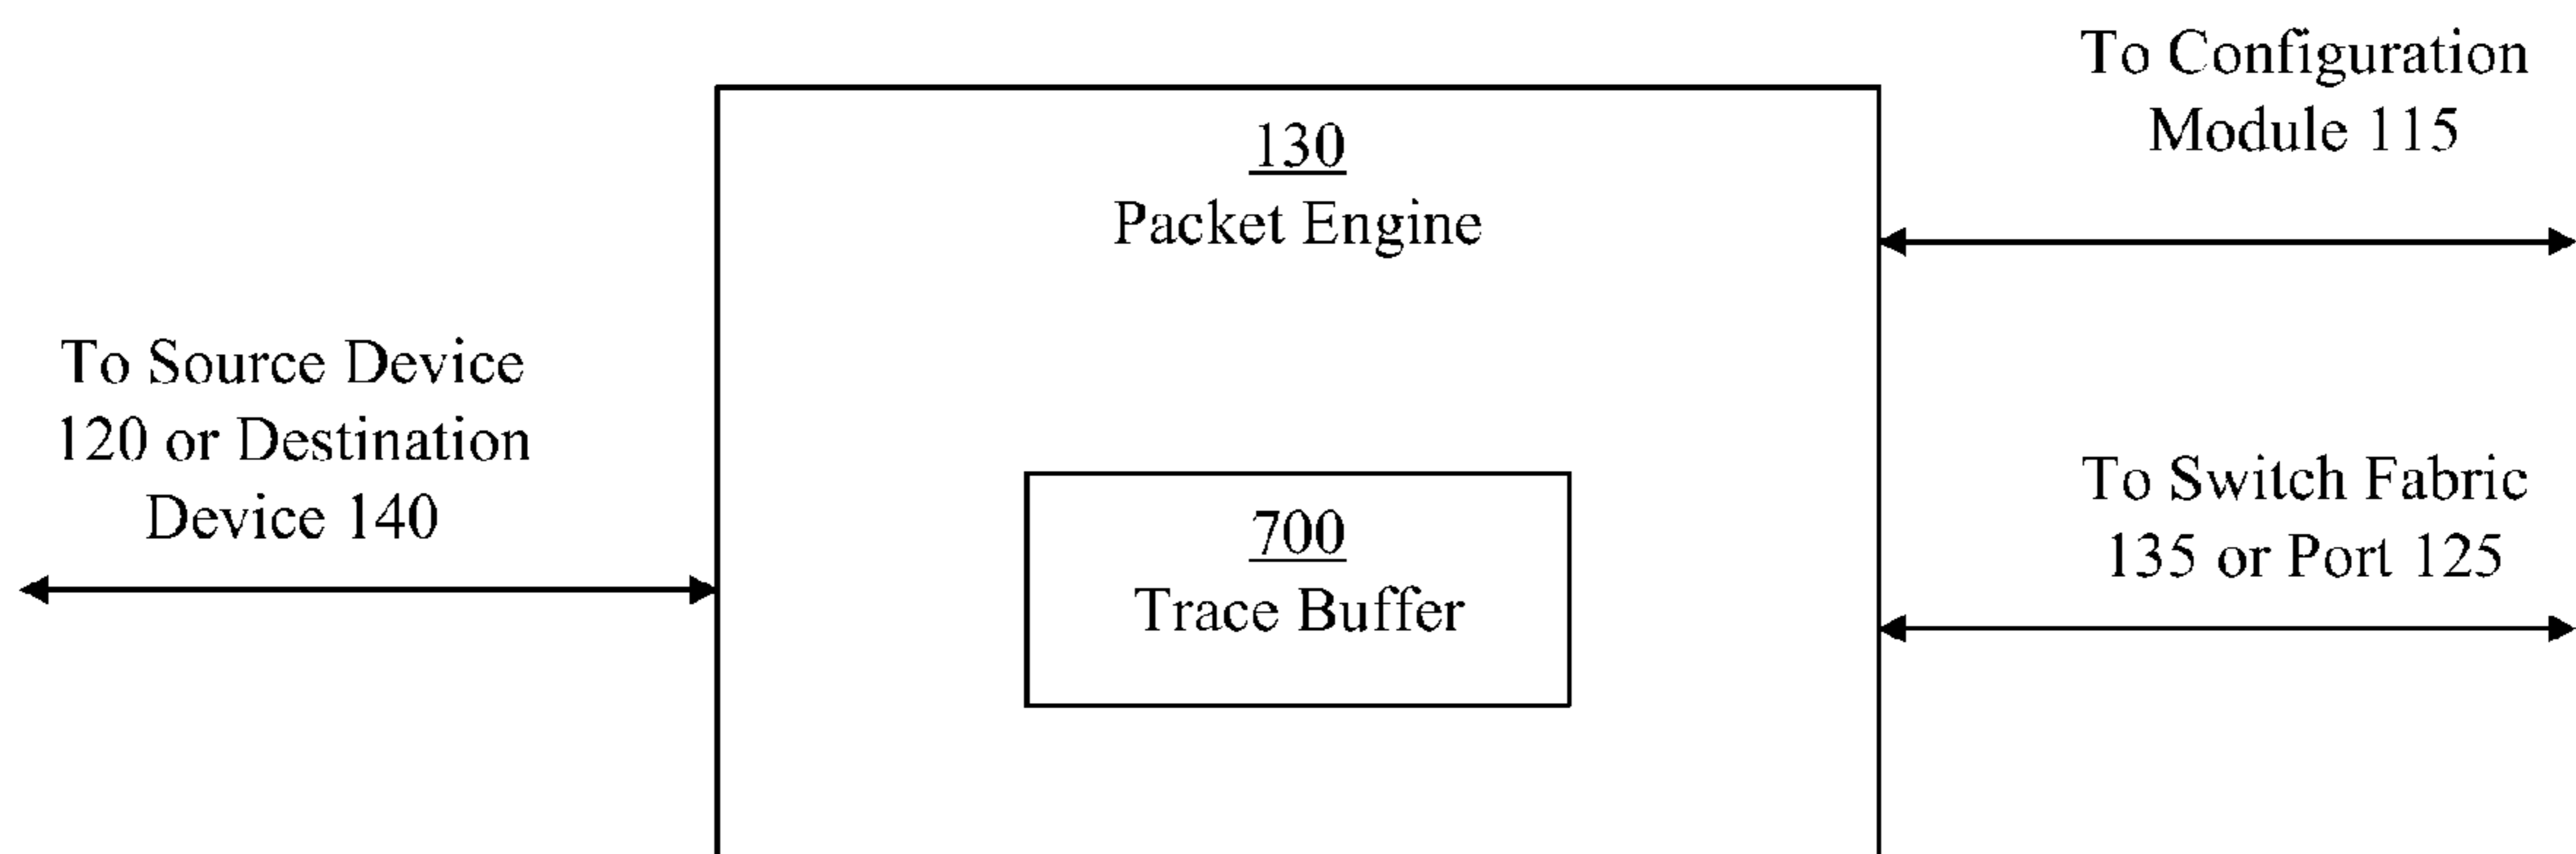 To Configuration
Module 115
130
Packet Engine
To Source Device
120 or Destination
Device 140
To Switch Fabric
135 or Port 125
700
Trace Buffer